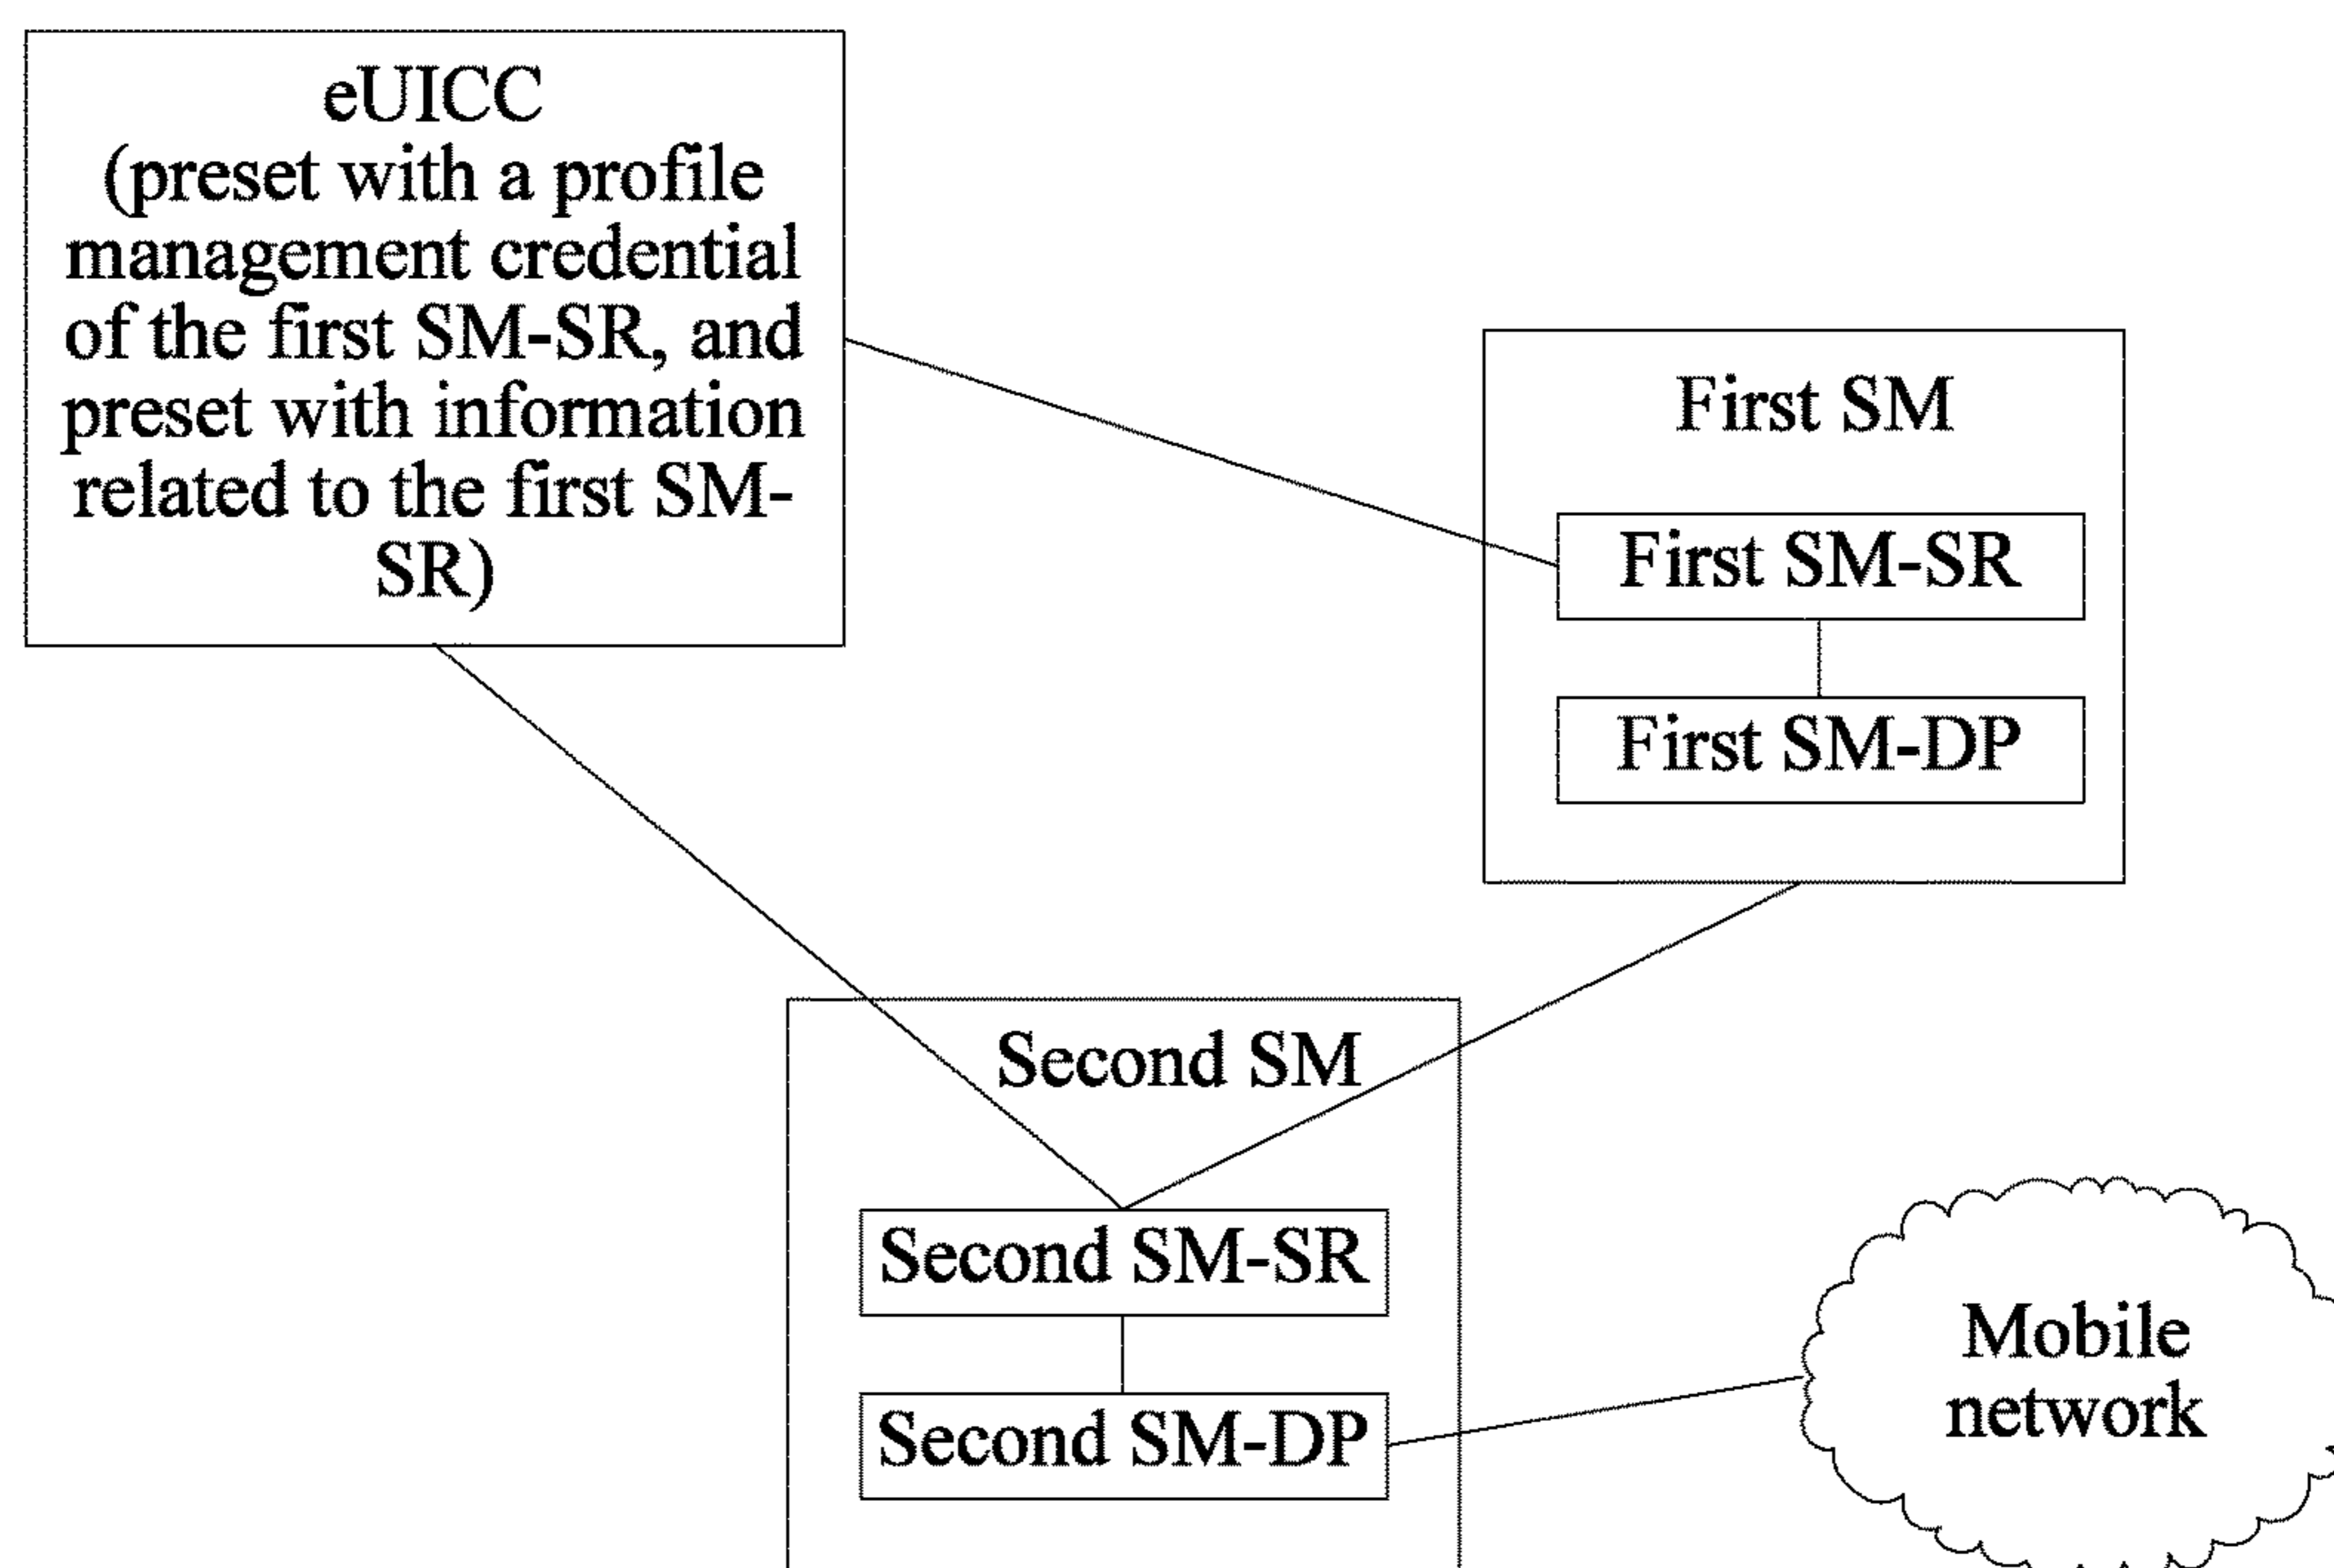 eUICC
(preset with a profile
management credential
of the first SM-SR, and
preset with information
related to the first SM-
SR)
First SM
First SM-SR
First SM-DP
Second SM
Second SM-SR
Second SM-DP
Mobile
network